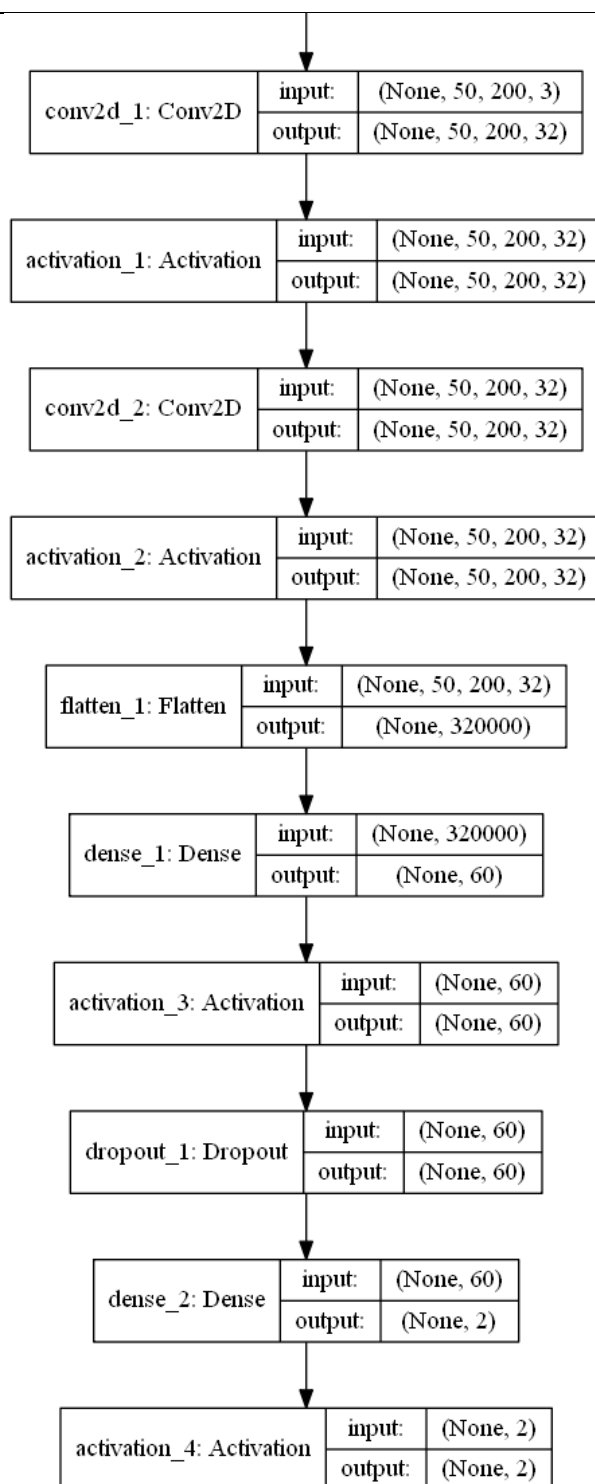 conv2d_1: Conv2D
input: (None, 50, 200, 3)
output: (None, 50, 200, 32)
activation_1: Activation
input: (None, 50, 200, 32)
output: (None, 50, 200, 32)
conv2d_2: Conv2D
input: (None, 50, 200, 32)
output: (None, 50, 200, 32)
activation_2: Activation
input: (None, 50, 200, 32)
output: (None, 50, 200, 32)
flatten_1: Flatten
input: (None, 50, 200, 32)
output: (None, 320000)
dense_1: Dense
input: (None, 320000)
output: (None, 60)
activation_3: Activation
input: (None, 60)
output: (None, 60)
dropout_1: Dropout
input: (None, 60)
output: (None, 60)
dense_2: Dense
input: (None, 60)
output: (None, 2)
activation_4: Activation
input: (None, 2)
output: (None, 2)